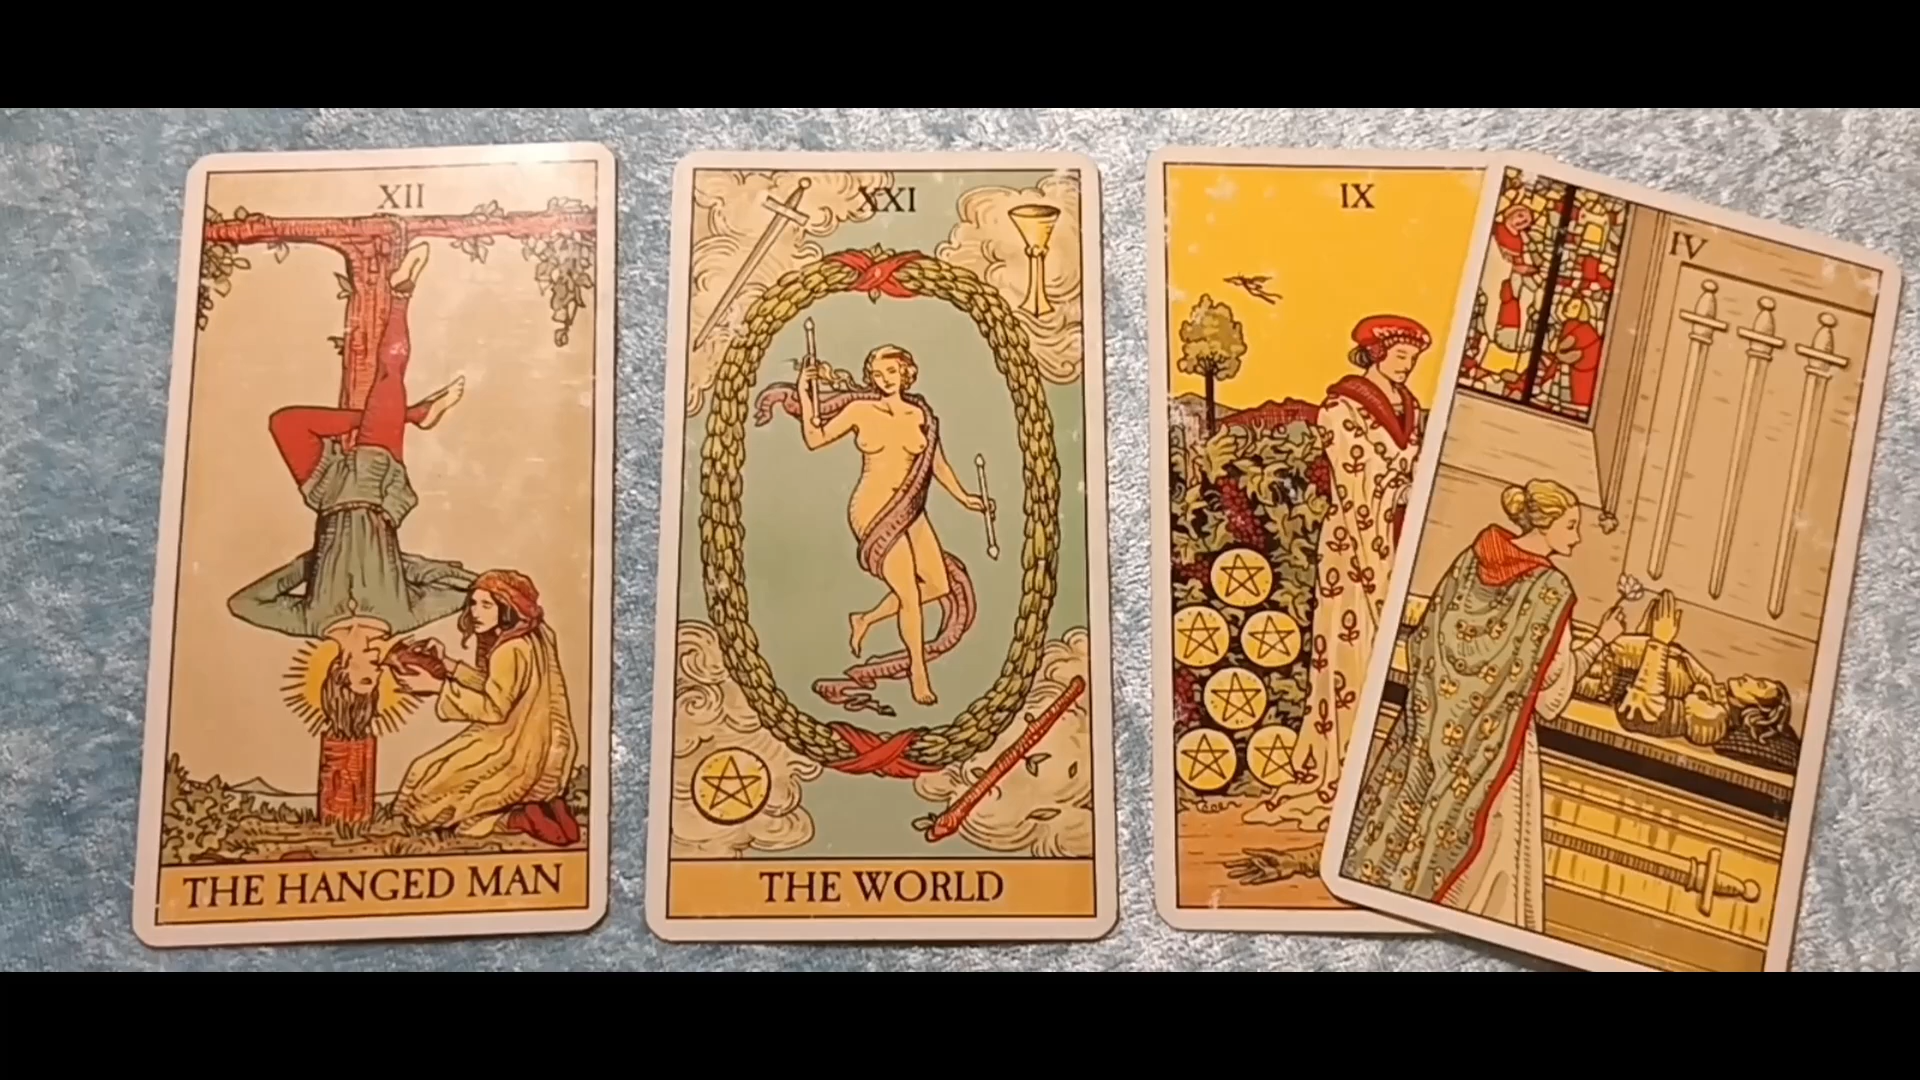 XII
THE HANGED MAN
XXI
THE WORLD
IX
IV